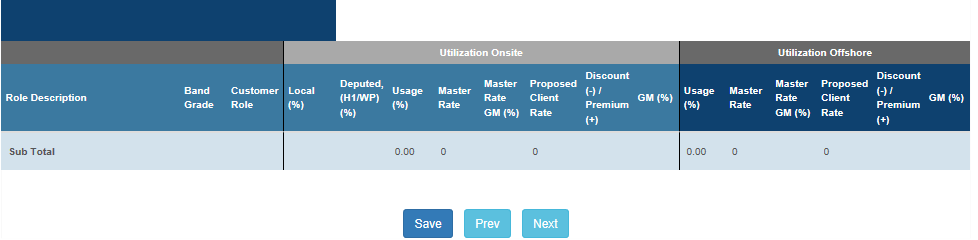 Utilization Onsite Utilization Offshore
Role Description Band Grade Customer Role Local (%) Deputed, (H1/WP) (%) Usage (%) Master Rate Master Rate GM (%) Proposed Client Rate Discount (-) / Premium (+) GM (%) Usage (%) Master Rate Master Rate GM (%) Proposed Client Rate Discount (-) / Premium (+) GM (%)
Sub Total 0.00 0 0 0.00 0 0
Save Prev Next